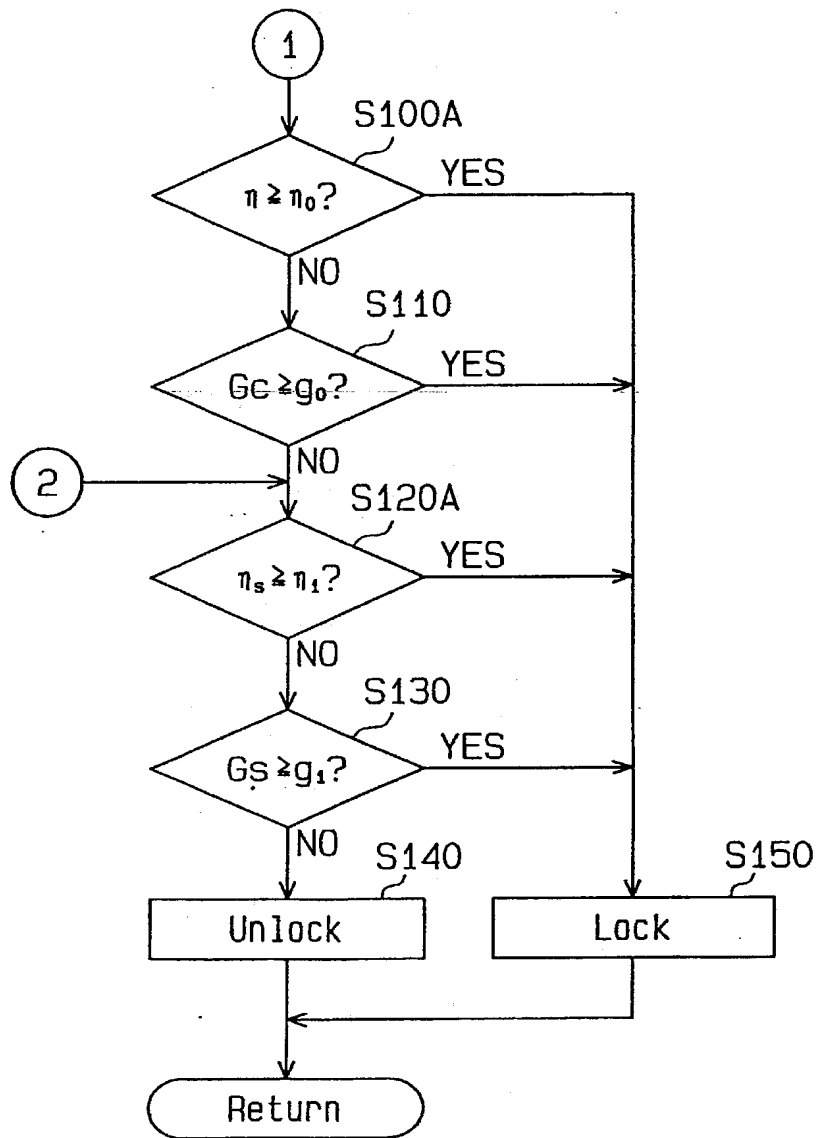 1
S100A
η ≧ η₀?
YES
NO
S110
Gc ≧ g₀?
YES
NO
2
S120A
ηₛ ≧ η₁?
YES
NO
S130
Gs ≧ g₁?
YES
NO
S140
S150
Unlock
Lock
Return